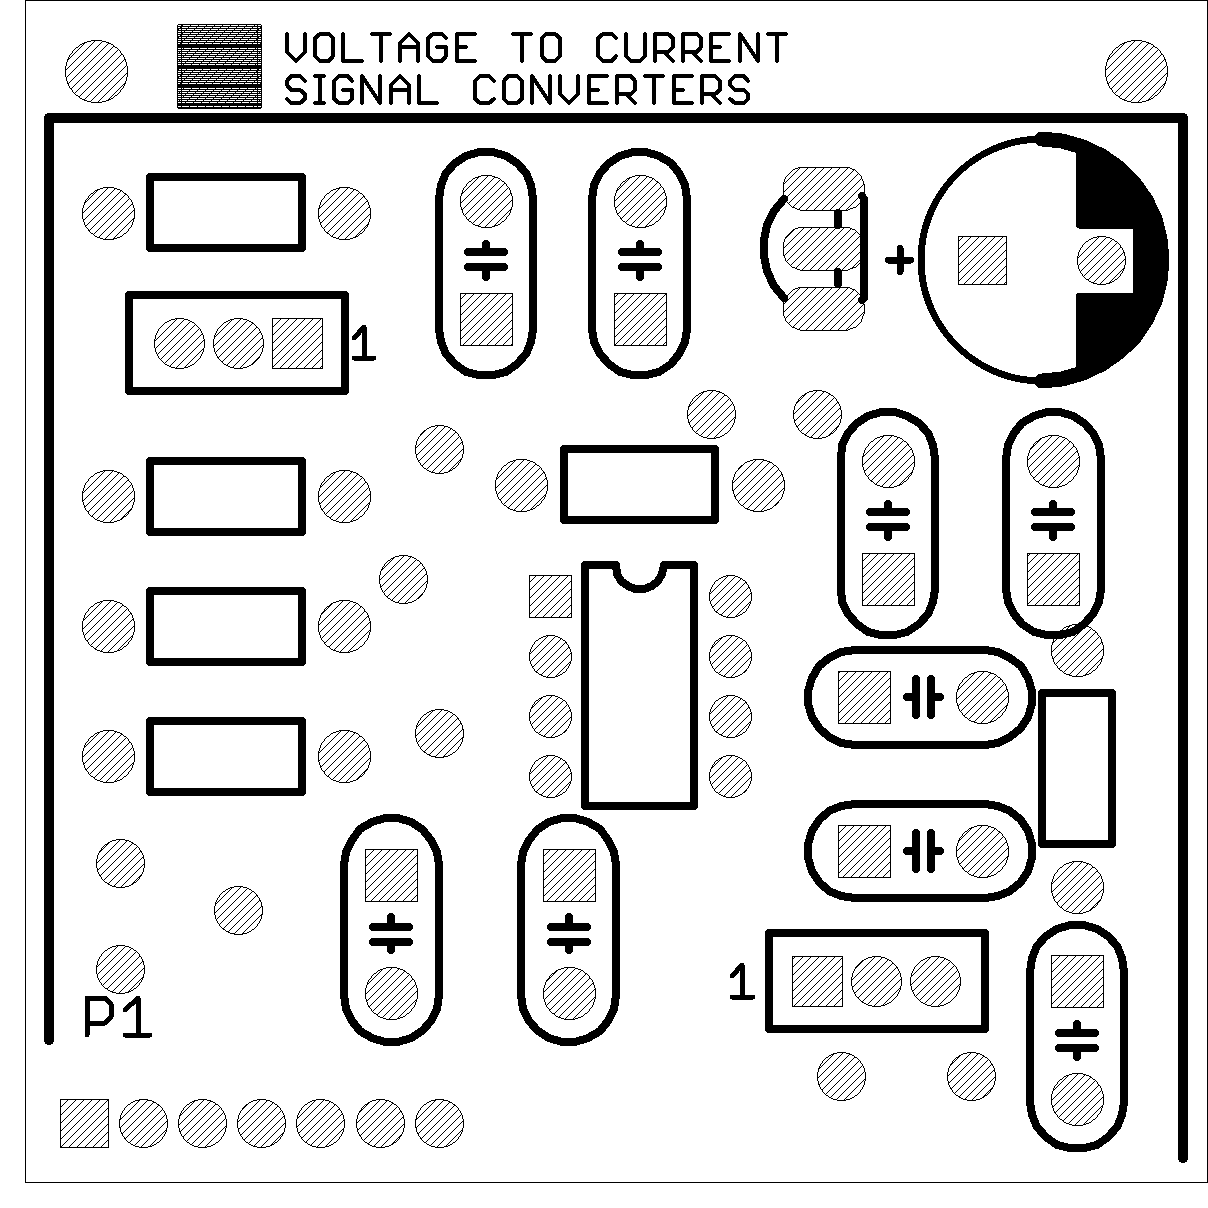 VOLTAGE TO CURRENT
SIGNAL CONVERTERS
+
1
1
P1